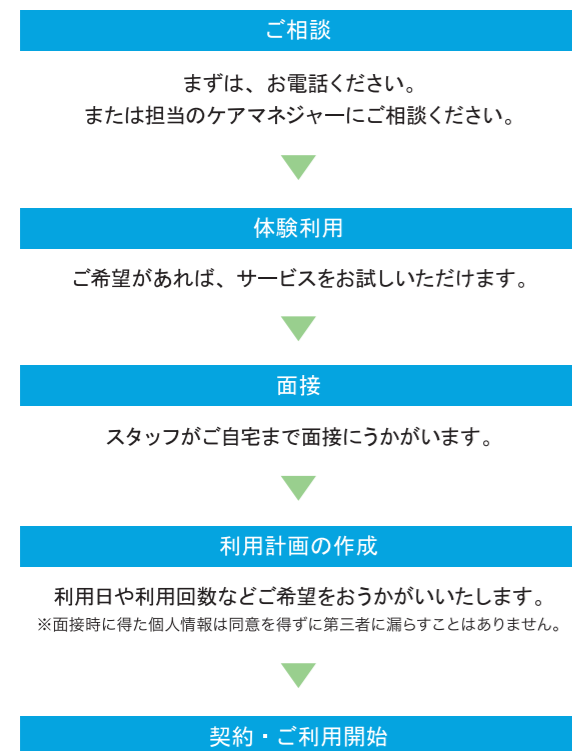 ご相談
まずは、お電話ください。
または担当のケアマネジャーにご相談ください。
体験利用
ご希望があれば、サービスをお試しいただけます。
面接
スタッフがご自宅まで面接にうかがいます。
利用計画の作成
利用日や利用回数などご希望をおうかがいいたします。
※面接時に得た個人情報は同意を得ずに第三者に漏らすことはありません。
契約・ご利用開始